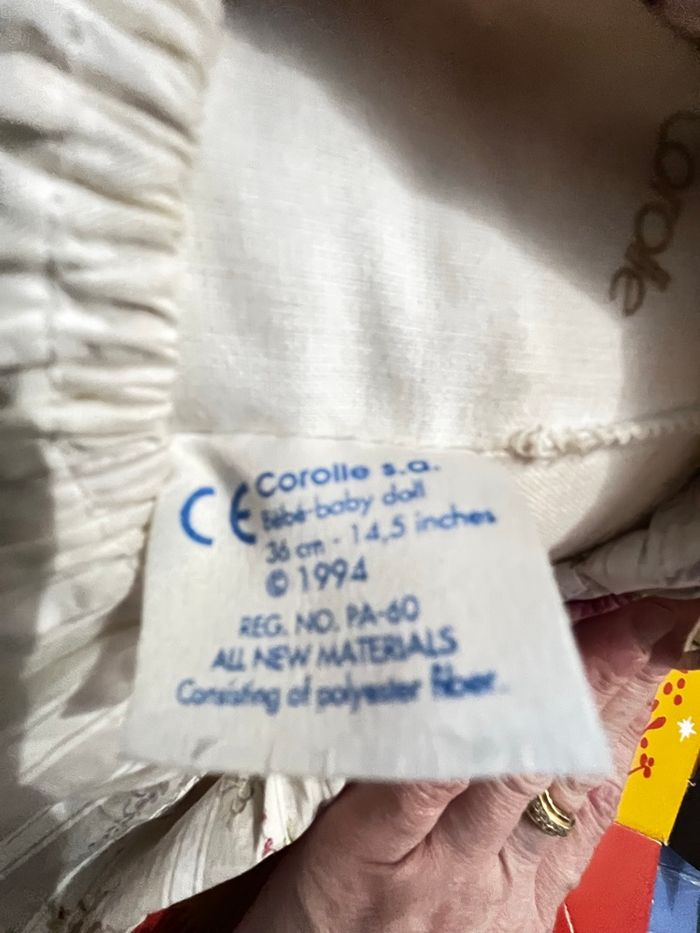 Corolle
CE
Corolle s.a.
Bébé-baby doll
36 cm - 14,5 inches
© 1994
REG. NO. PA-60
ALL NEW MATERIALS
Consisting of polyester fiber.